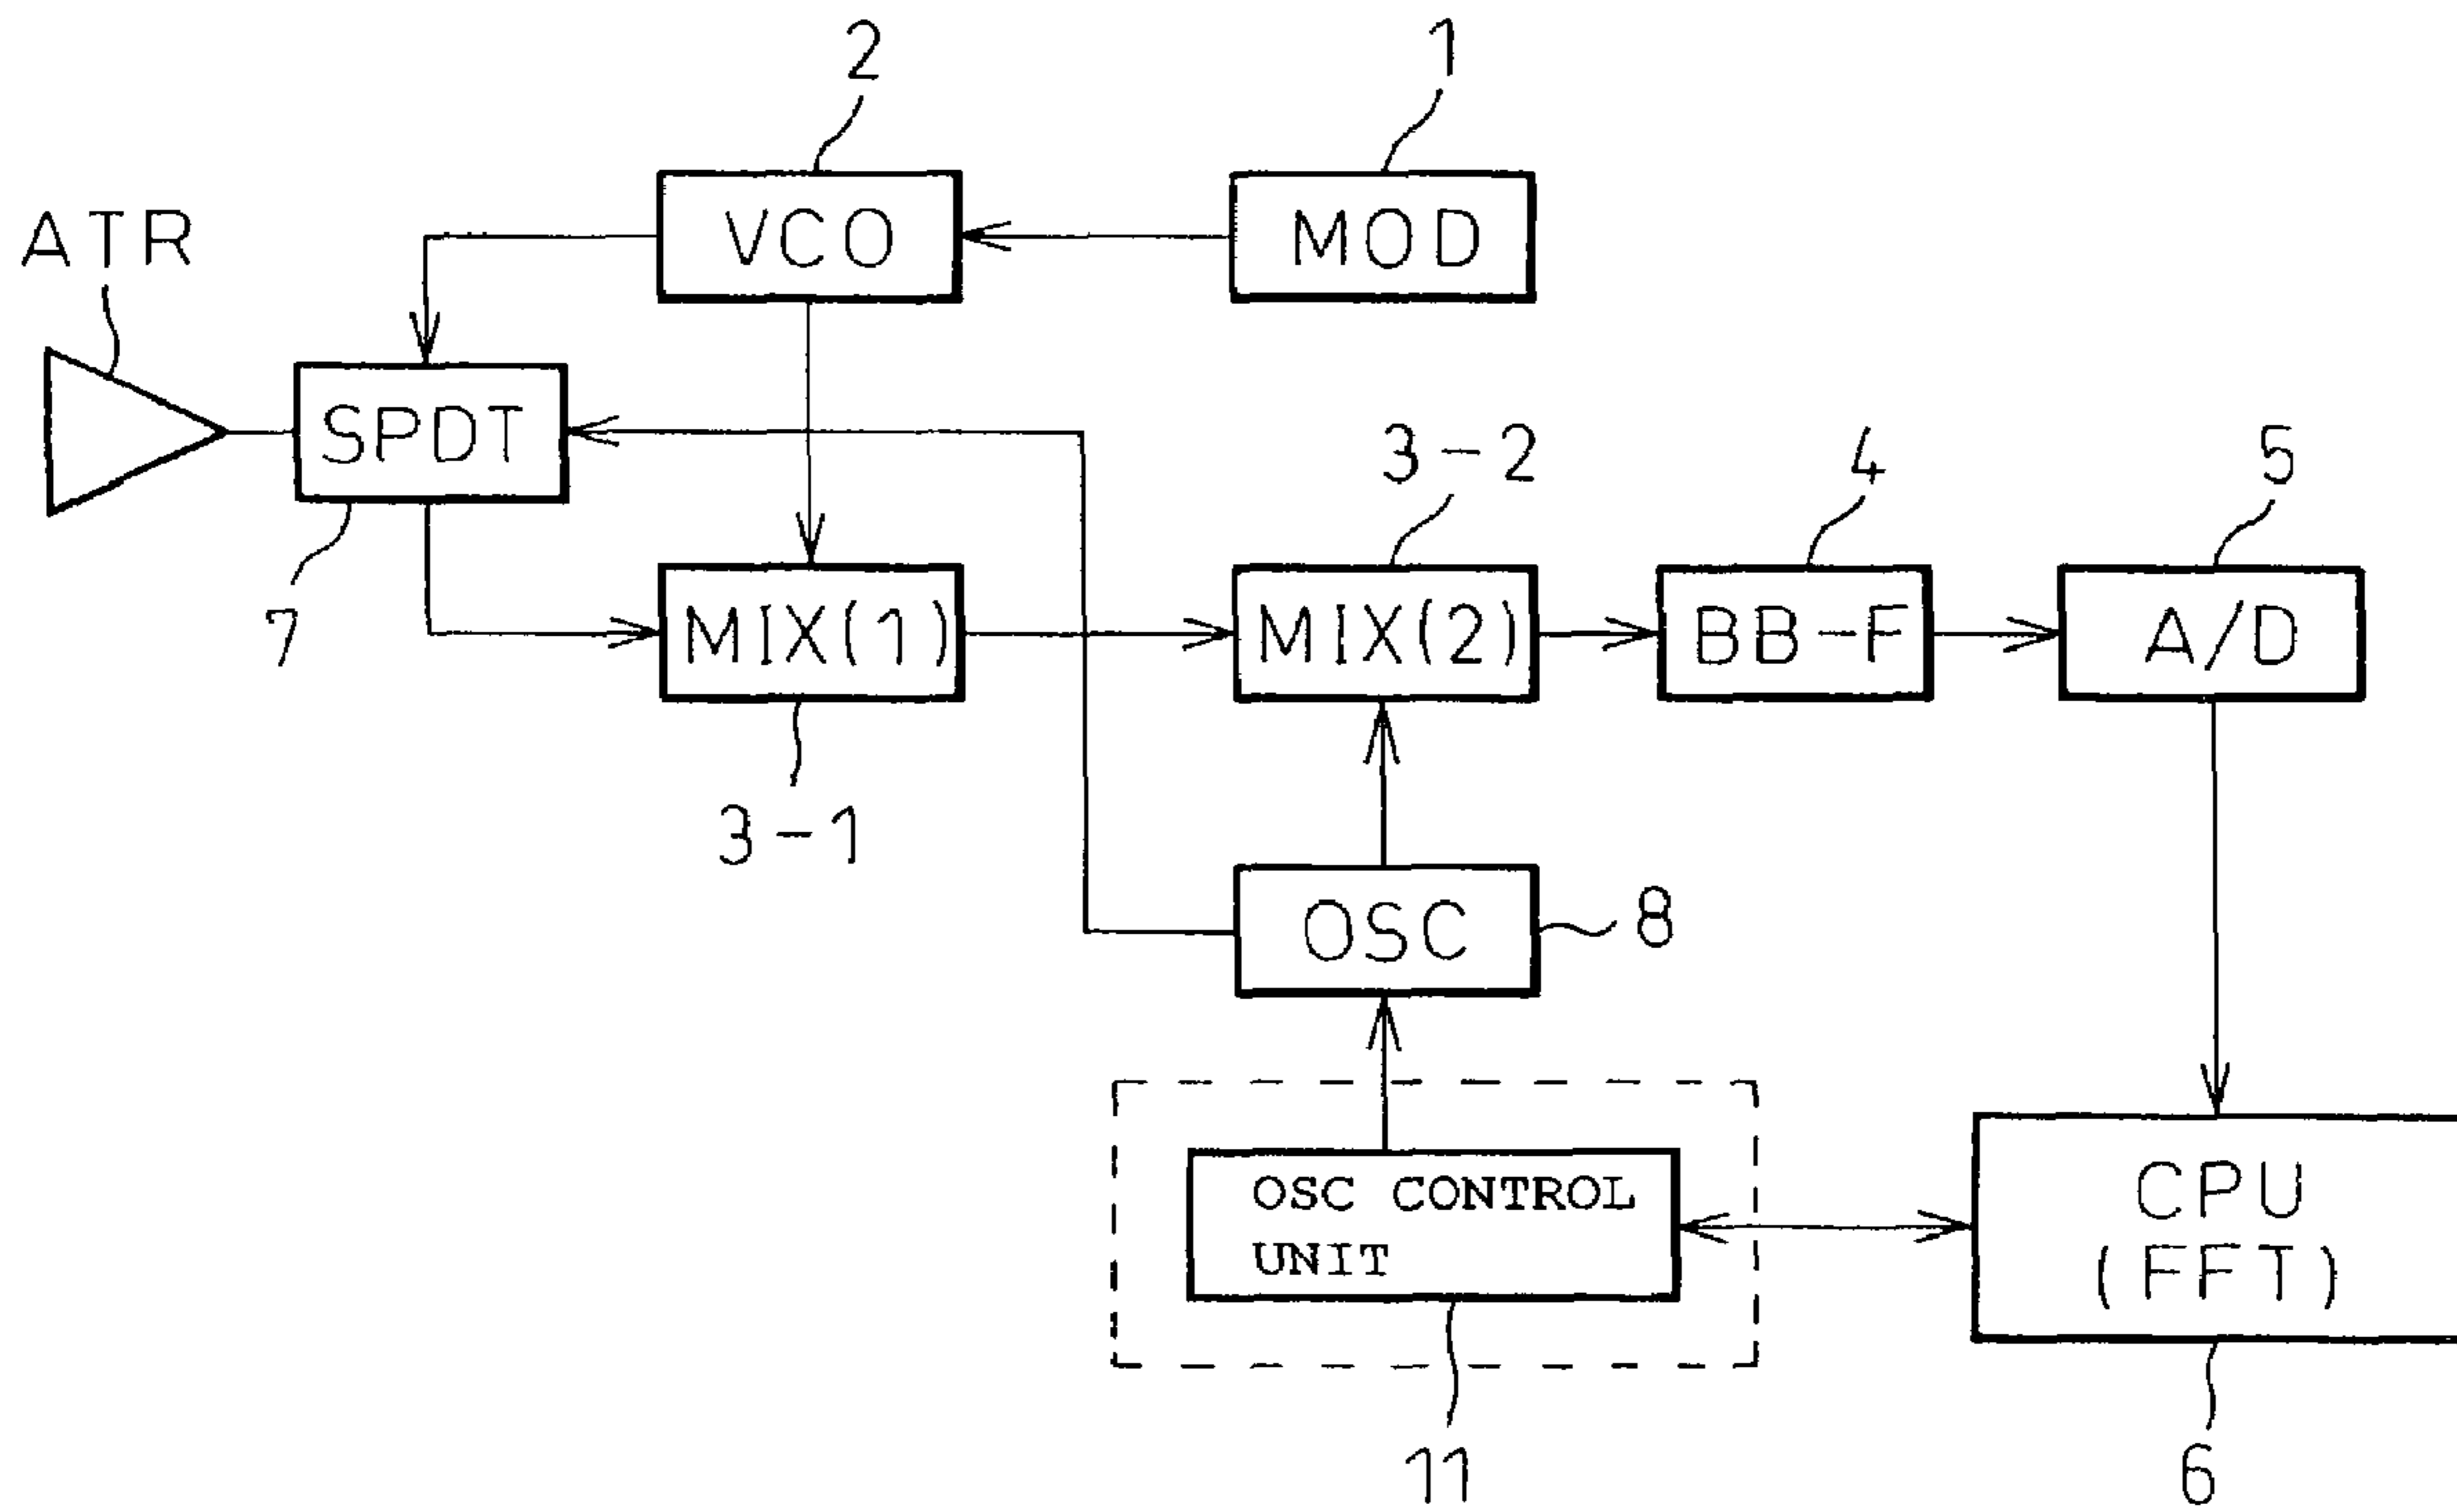 2
1
ATR
VCO
MOD
SPDT
3-2
4
5
7
MIX(1)
MIX(2)
BB-F
A/D
3-1
OSC
8
OSC CONTROL
UNIT
CPU
(FFT)
11
6